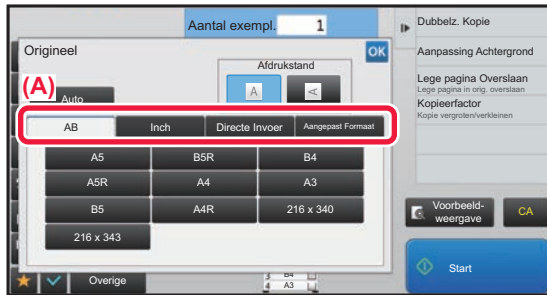 Aantal exempl. 1
Origineel
OK
Afdrukstand
A
A
(A)
Auto
AB
Inch
Directe Invoer
Aangepast Formaat
A5
B5R
B4
A5R
A4
A3
B5
A4R
216 x 340
216 x 343
Overige
3 B4
4 A3
Dubbelz. Kopie
Aanpassing Achtergrond
Lege pagina Overslaan
Lege pagina in orig. overslaan
Kopieerfactor
Kopie vergroten/verkleinen
Voorbeeld-
weergave
CA
Start